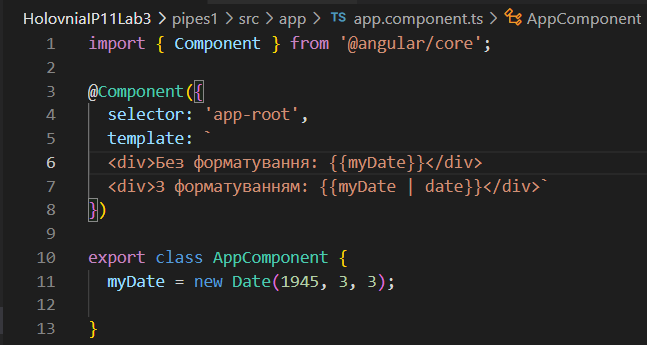 HolovniaIP11Lab3 > pipes1 > src > app > TS app.component.ts > AppComponent
1 import { Component } from '@angular/core';
2
3 @Component({
4 selector: 'app-root',
5 template: `
6 <div>Без форматування: {{myDate}}</div>
7 <div>З форматуванням: {{myDate | date}}</div>`
8 })
9
10 export class AppComponent {
11 myDate = new Date(1945, 3, 3);
12
13 }